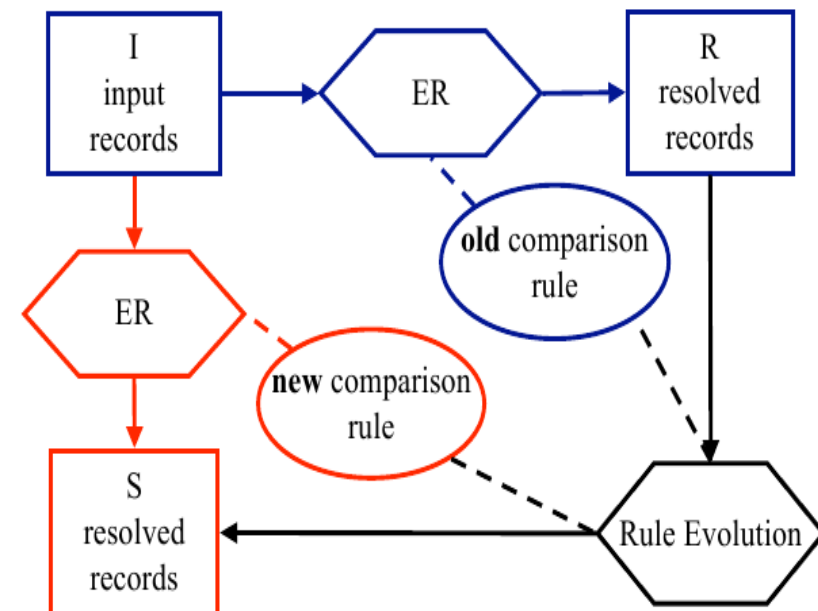 I
input
records
ER
R
resolved
records
old comparison
rule
ER
new comparison
rule
S
resolved
records
Rule Evolution